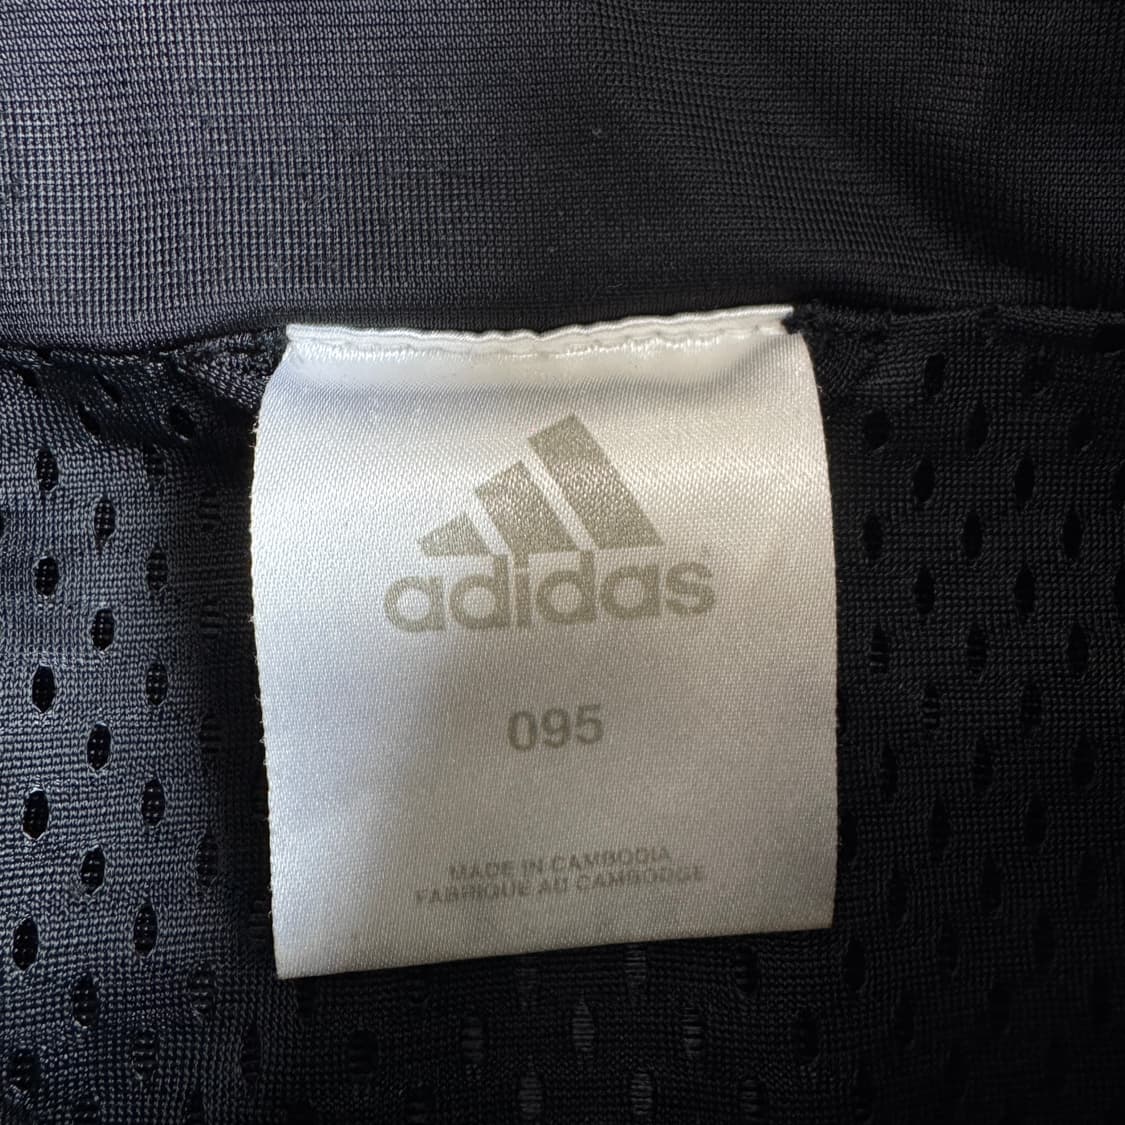 adidas
095
MADE IN CAMBODIA
FABRIQUE AU CAMBODGE